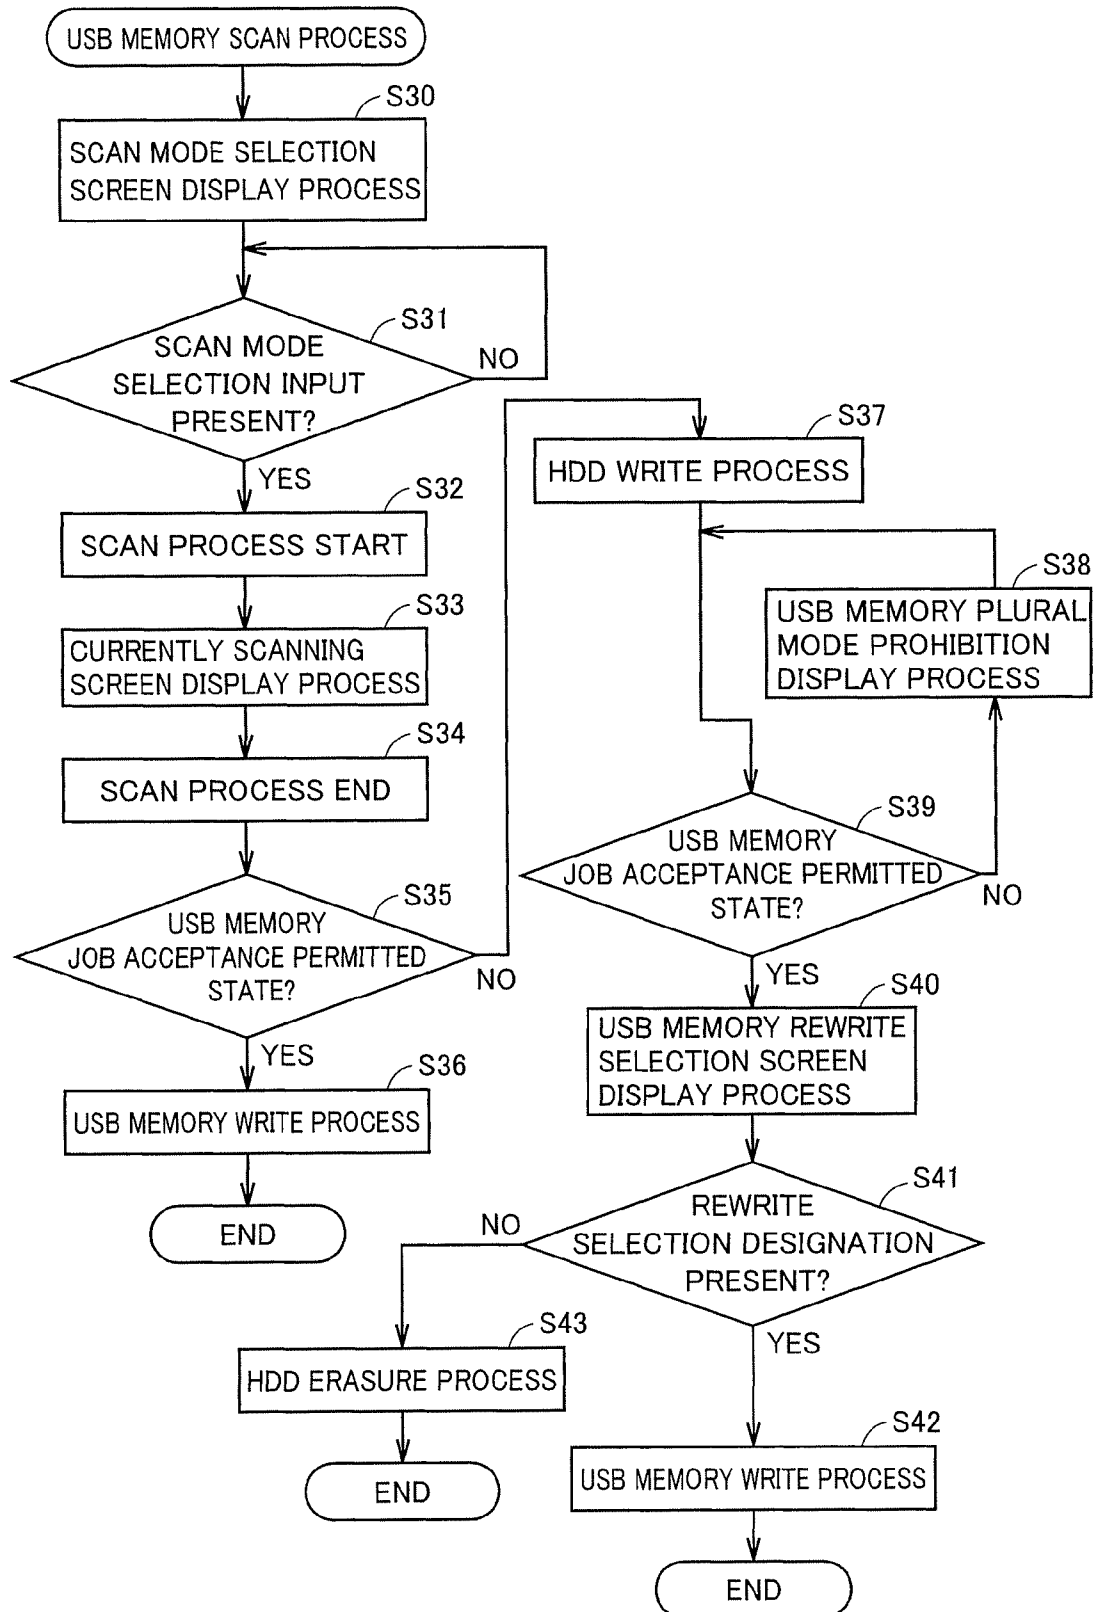 USB MEMORY SCAN PROCESS
S30
SCAN MODE SELECTION
SCREEN DISPLAY PROCESS
S31
SCAN MODE
SELECTION INPUT
PRESENT?
NO
YES
S32
SCAN PROCESS START
S33
CURRENTLY SCANNING
SCREEN DISPLAY PROCESS
S34
SCAN PROCESS END
S35
USB MEMORY
JOB ACCEPTANCE PERMITTED
STATE?
NO
YES
S36
USB MEMORY WRITE PROCESS
END
S37
HDD WRITE PROCESS
S38
USB MEMORY PLURAL
MODE PROHIBITION
DISPLAY PROCESS
S39
USB MEMORY
JOB ACCEPTANCE PERMITTED
STATE?
NO
YES
S40
USB MEMORY REWRITE
SELECTION SCREEN
DISPLAY PROCESS
S41
REWRITE
SELECTION DESIGNATION
PRESENT?
NO
YES
S43
HDD ERASURE PROCESS
END
S42
USB MEMORY WRITE PROCESS
END